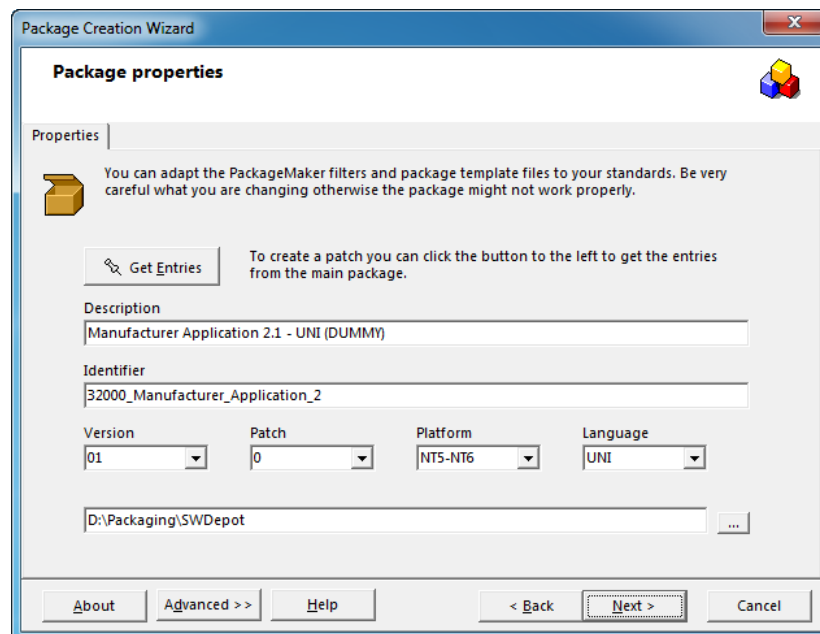 Package Creation Wizard
Package properties
Properties
You can adapt the PackageMaker filters and package template files to your standards. Be very
careful what you are changing otherwise the package might not work properly.
Get Entries
To create a patch you can click the button to the left to get the entries
from the main package.
Description
Manufacturer Application 2.1 - UNI (DUMMY)
Identifier
32000_Manufacturer_Application_2
Version Patch Platform Language
01 0 NT5-NT6 UNI
D:\Packaging\SWDepot
...
About Advanced >> Help < Back Next > Cancel